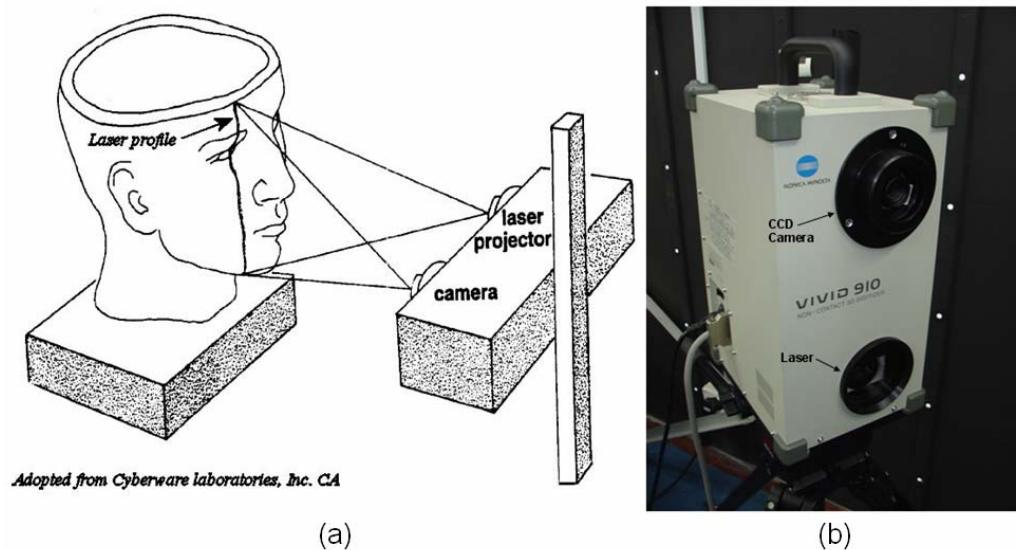 Laser profile
laser
projector
camera
Adopted from Cyberware laboratories, Inc. CA
(a)
KONICA MINOLTA
CCD
Camera
VIVID 910
NON-CONTACT 3D DIGITIZER
Laser
(b)